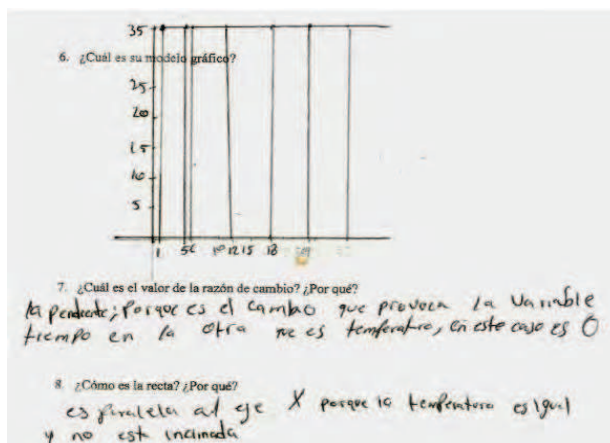 35
6. ¿Cuál es su modelo gráfico?
25
20
15
10
5
1 5 6 10 12 15 18
7. ¿Cuál es el valor de la razón de cambio? ¿Por qué?
la pendiente, Porque es el cambio que provoca la variable
tiempo en la otra en este caso es 0
8. ¿Cómo es la recta? ¿Por qué?
es paralela al eje X porque la temperatura es igual
y no esta inclinada